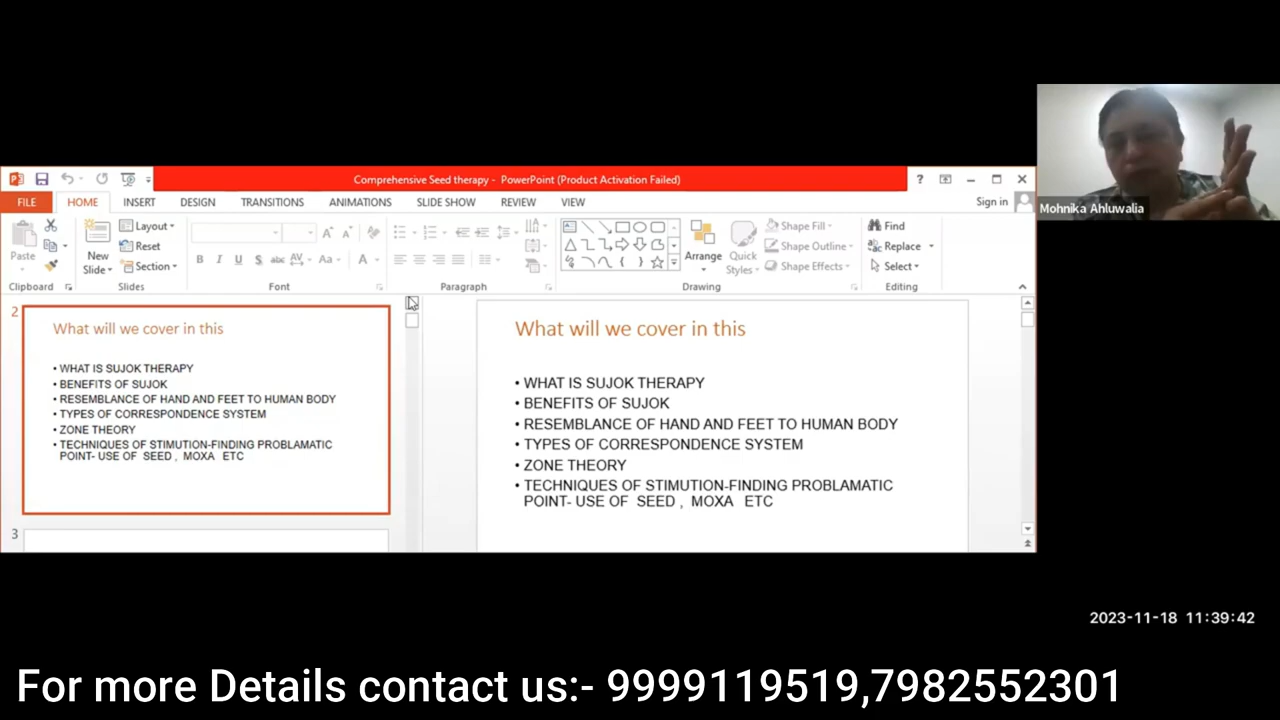 Comprehensive Seed therapy - PowerPoint (Product Activation Failed)
?
FILE HOME INSERT DESIGN TRANSITIONS ANIMATIONS SLIDE SHOW REVIEW VIEW Sign in
Paste
New Slide
Layout
Reset
Section
B I U S abc AV Aa A
A A
Arrange
Quick Styles
Shape Fill
Shape Outline
Shape Effects
Find
Replace
Select
Clipboard Slides Font Paragraph Drawing Editing
2
What will we cover in this
• WHAT IS SUJOK THERAPY
• BENEFITS OF SUJOK
• RESEMBLANCE OF HAND AND FEET TO HUMAN BODY
• TYPES OF CORRESPONDENCE SYSTEM
• ZONE THEORY
• TECHNIQUES OF STIMUTION-FINDING PROBLAMATIC
POINT- USE OF SEED , MOXA ETC
3
What will we cover in this
• WHAT IS SUJOK THERAPY
• BENEFITS OF SUJOK
• RESEMBLANCE OF HAND AND FEET TO HUMAN BODY
• TYPES OF CORRESPONDENCE SYSTEM
• ZONE THEORY
• TECHNIQUES OF STIMUTION-FINDING PROBLAMATIC
POINT- USE OF SEED , MOXA ETC
Mohnika Ahluwalia
2023-11-18 11:39:42
For more Details contact us:- 9999119519,7982552301